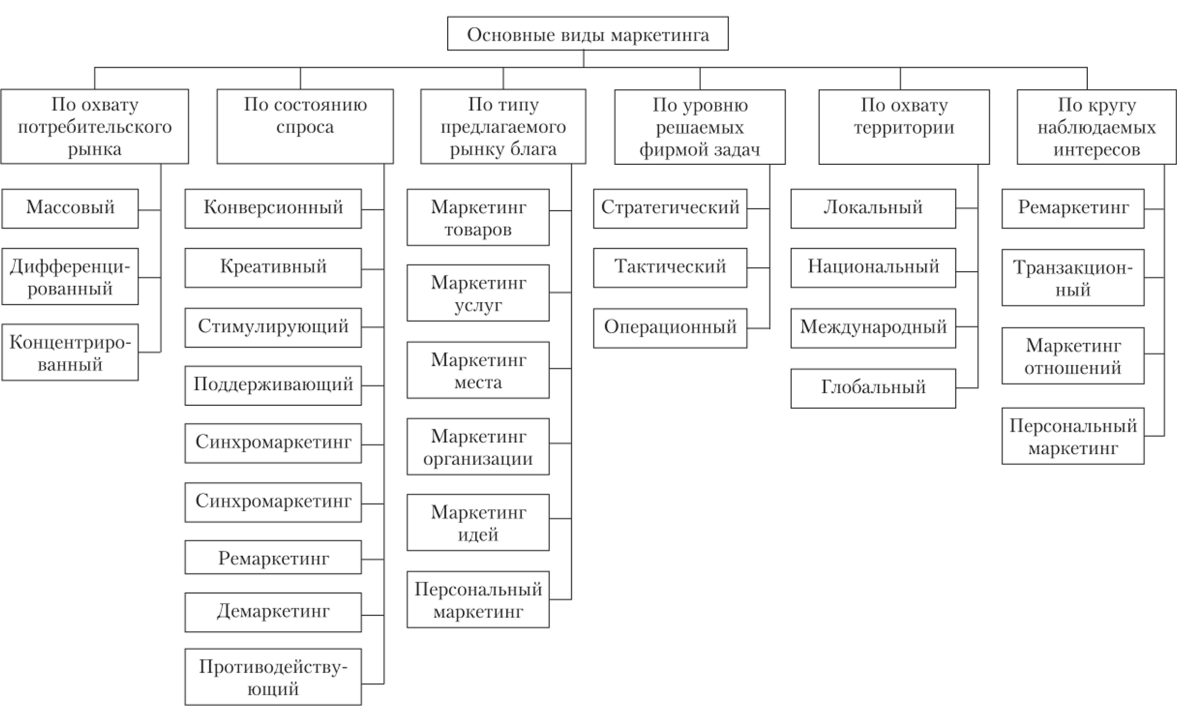 Основные виды маркетинга
По охвату
потребительского
рынка
Массовый
Дифференци-
рованный
Концентриро-
ванный
По состоянию
спроса
Конверсионный
Креативный
Стимулирующий
Поддерживающий
Синхромаркетинг
Синхромаркетинг
Ремаркетинг
Демаркетинг
Противодейству-
ющий
По типу
предлагаемого
рынку блага
Маркетинг
товаров
Маркетинг
услуг
Маркетинг
места
Маркетинг
организации
Маркетинг
идей
Персональный
маркетинг
По уровню
решаемых
фирмой задач
Стратегический
Тактический
Операционный
По охвату
территории
Локальный
Национальный
Международный
Глобальный
По кругу
наблюдаемых
интересов
Ремаркетинг
Транзакцион-
ный
Маркетинг
отношений
Персональный
маркетинг